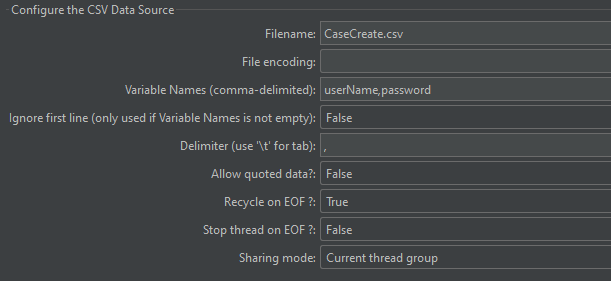 Configure the CSV Data Source
Filename: CaseCreate.csv
File encoding:
Variable Names (comma-delimited): userName,password
Ignore first line (only used if Variable Names is not empty): False
Delimiter (use '\t' for tab): ,
Allow quoted data?: False
Recycle on EOF ?: True
Stop thread on EOF ?: False
Sharing mode: Current thread group